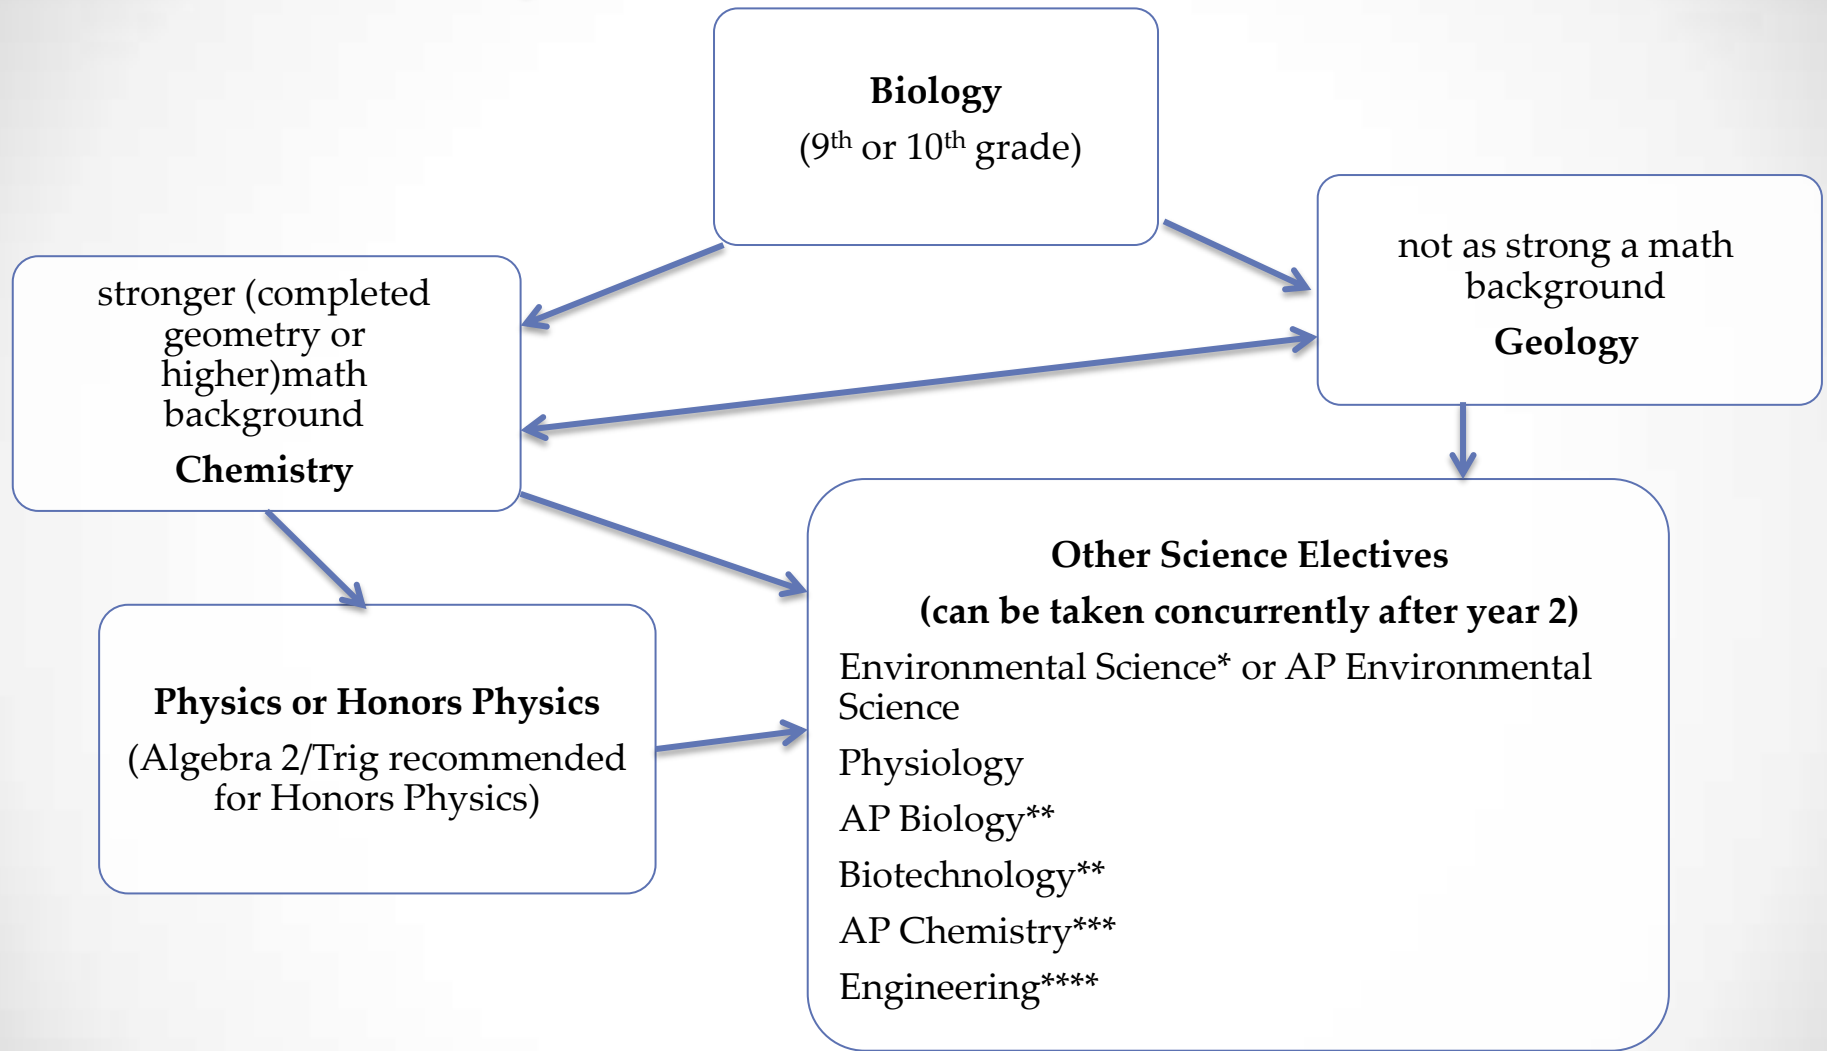 Biology
(9th or 10th grade)
not as strong a math
background
Geology
stronger (completed
geometry or
higher)math
background
Chemistry
Other Science Electives
(can be taken concurrently after year 2)
Environmental Science* or AP Environmental
Science
Physiology
AP Biology**
Biotechnology**
AP Chemistry***
Engineering****
Physics or Honors Physics
(Algebra 2/Trig recommended
for Honors Physics)